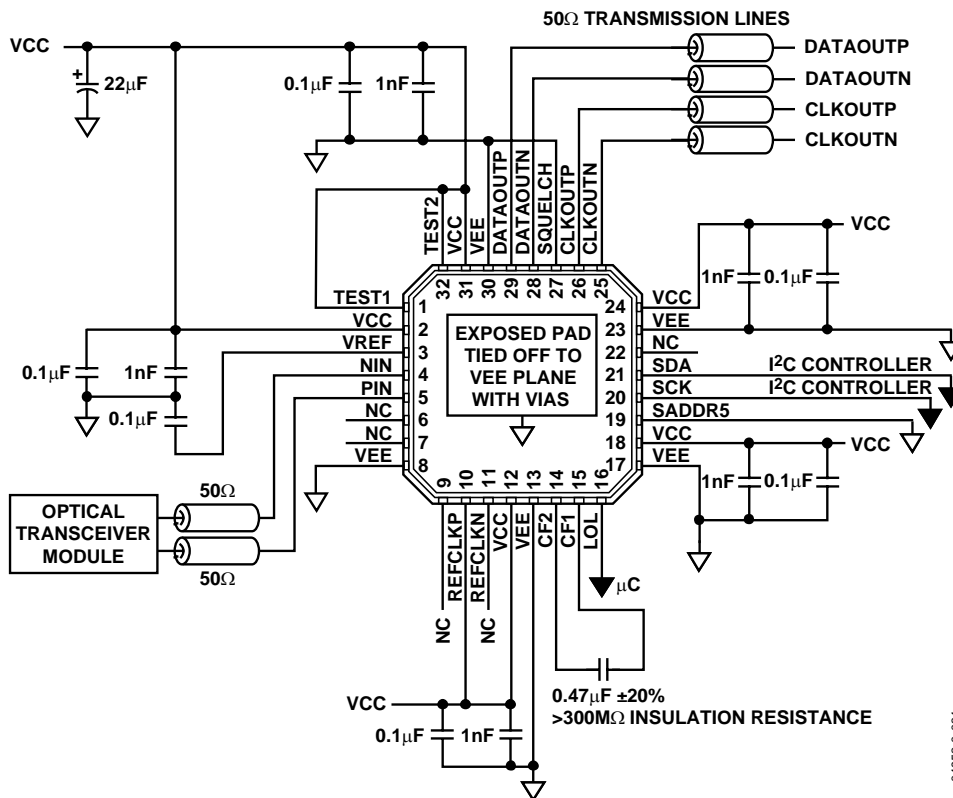 50Ω TRANSMISSION LINES
VCC
DATAOUTP
DATAOUTN
CLKOUTP
CLKOUTN
+
22μF
0.1μF
1nF
TEST2
VCC
VEE
DATAOUTP
DATAOUTN
SQUELCH
CLKOUTP
CLKOUTN
32
31
30
29
28
27
26
25
TEST1
1
VCC
2
VREF
3
NIN
4
PIN
5
NC
6
NC
7
VEE
8
0.1μF
1nF
0.1μF
EXPOSED PAD
TIED OFF TO
VEE PLANE
WITH VIAS
24
VCC
23
VEE
22
NC
21
SDA
20
SCK
19
SADDR5
18
VCC
17
VEE
VCC
1nF
0.1μF
I²C CONTROLLER
I²C CONTROLLER
VCC
1nF
0.1μF
50Ω
OPTICAL
TRANSCEIVER
MODULE
50Ω
9
10
11
12
13
14
15
16
REFCLKP
REFCLKN
VCC
VEE
CF2
CF1
LOL
NC
NC
μC
VCC
0.1μF
1nF
0.47μF ±20%
>300MΩ INSULATION RESISTANCE